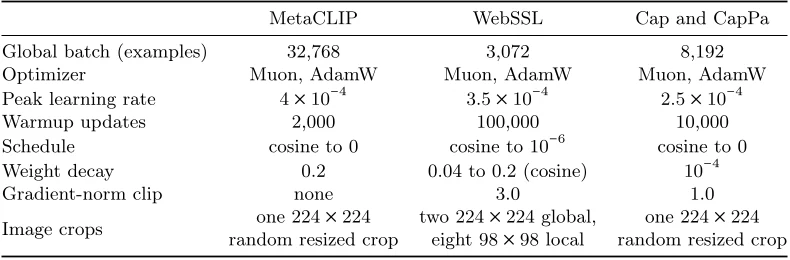 MetaCLIP WebSSL Cap and CapPa
Global batch (examples) 32,768 3,072 8,192
Optimizer Muon, AdamW Muon, AdamW Muon, AdamW
Peak learning rate 4 × 10⁻⁴ 3.5 × 10⁻⁴ 2.5 × 10⁻⁴
Warmup updates 2,000 100,000 10,000
Schedule cosine to 0 cosine to 10⁻⁶ cosine to 0
Weight decay 0.2 0.04 to 0.2 (cosine) 10⁻⁴
Gradient-norm clip none 3.0 1.0
Image crops one 224 × 224 random resized crop two 224 × 224 global, eight 98 × 98 local one 224 × 224 random resized crop